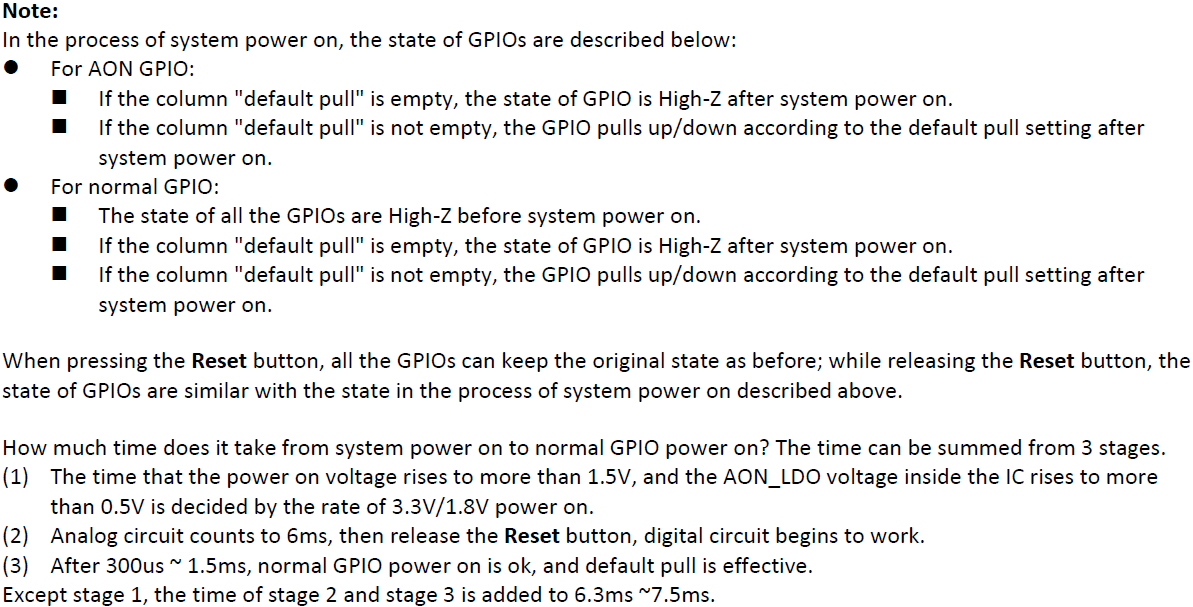 Note:
In the process of system power on, the state of GPIOs are described below:
● For AON GPIO:
■ If the column "default pull" is empty, the state of GPIO is High-Z after system power on.
■ If the column "default pull" is not empty, the GPIO pulls up/down according to the default pull setting after
system power on.
● For normal GPIO:
■ The state of all the GPIOs are High-Z before system power on.
■ If the column "default pull" is empty, the state of GPIO is High-Z after system power on.
■ If the column "default pull" is not empty, the GPIO pulls up/down according to the default pull setting after
system power on.
When pressing the Reset button, all the GPIOs can keep the original state as before; while releasing the Reset button, the
state of GPIOs are similar with the state in the process of system power on described above.
How much time does it take from system power on to normal GPIO power on? The time can be summed from 3 stages.
(1) The time that the power on voltage rises to more than 1.5V, and the AON_LDO voltage inside the IC rises to more
than 0.5V is decided by the rate of 3.3V/1.8V power on.
(2) Analog circuit counts to 6ms, then release the Reset button, digital circuit begins to work.
(3) After 300us ~ 1.5ms, normal GPIO power on is ok, and default pull is effective.
Except stage 1, the time of stage 2 and stage 3 is added to 6.3ms ~7.5ms.